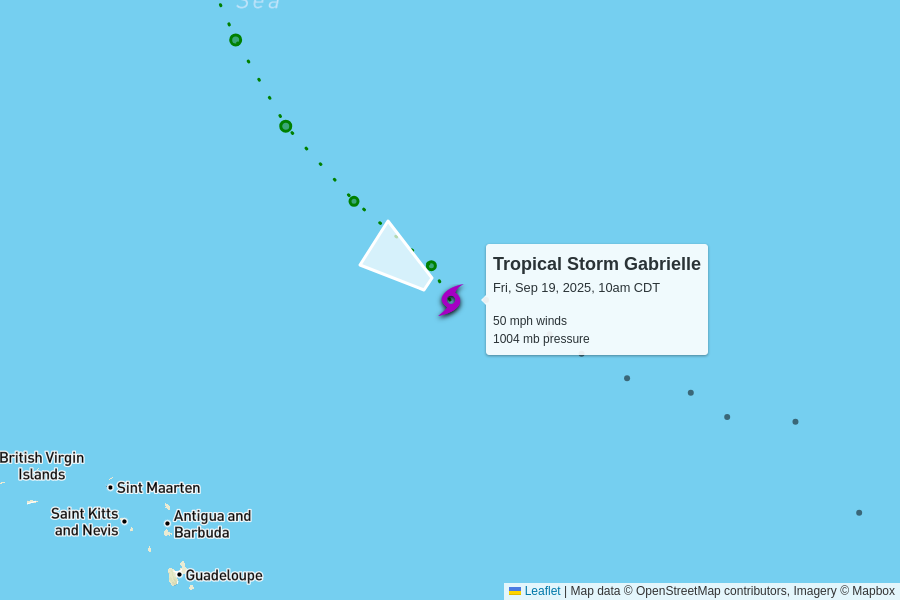 Sea
Tropical Storm Gabrielle
Fri, Sep 19, 2025, 10am CDT
50 mph winds
1004 mb pressure
British Virgin
Islands
Sint Maarten
Saint Kitts
and Nevis
Antigua and
Barbuda
Guadeloupe
Leaflet | Map data © OpenStreetMap contributors, Imagery © Mapbox